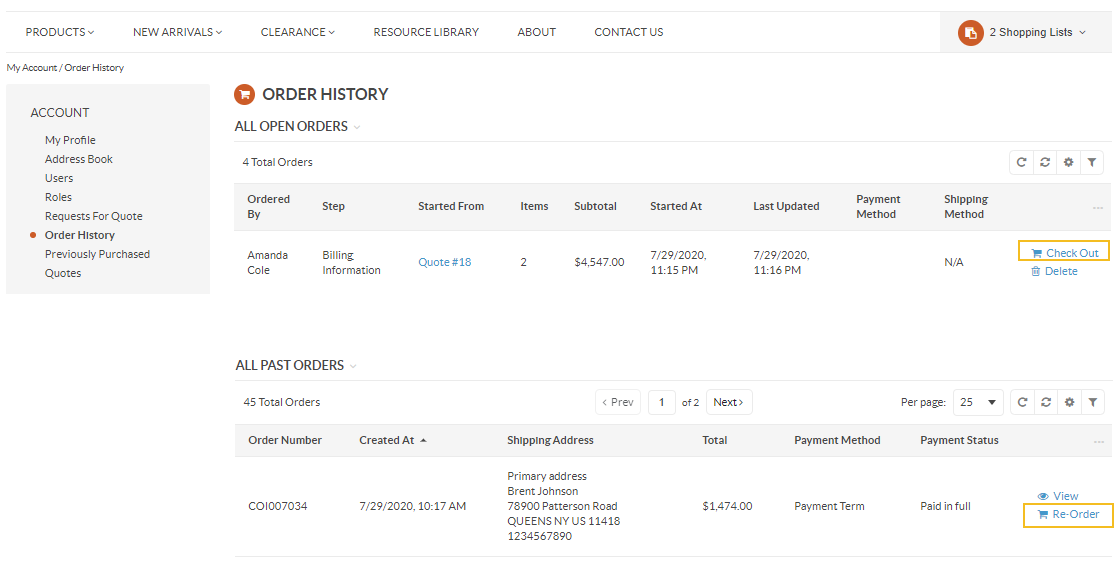 PRODUCTS NEW ARRIVALS CLEARANCE RESOURCE LIBRARY ABOUT CONTACT US 2 Shopping Lists
My Account / Order History
ACCOUNT
My Profile
Address Book
Users
Roles
Requests For Quote
Order History
Previously Purchased
Quotes
ORDER HISTORY
ALL OPEN ORDERS
4 Total Orders
Ordered By Step Started From Items Subtotal Started At Last Updated Payment Method Shipping Method ...
Amanda Cole Billing Information Quote #18 2 $4,547.00 7/29/2020, 11:15 PM 7/29/2020, 11:16 PM N/A Check Out
Delete
ALL PAST ORDERS
45 Total Orders < Prev 1 of 2 Next > Per page: 25
Order Number Created At Shipping Address Total Payment Method Payment Status ...
Primary address
Brent Johnson
COI007034 7/29/2020, 10:17 AM 78900 Patterson Road $1,474.00 Payment Term Paid in full View
QUEENS NY US 11418 Re-Order
1234567890